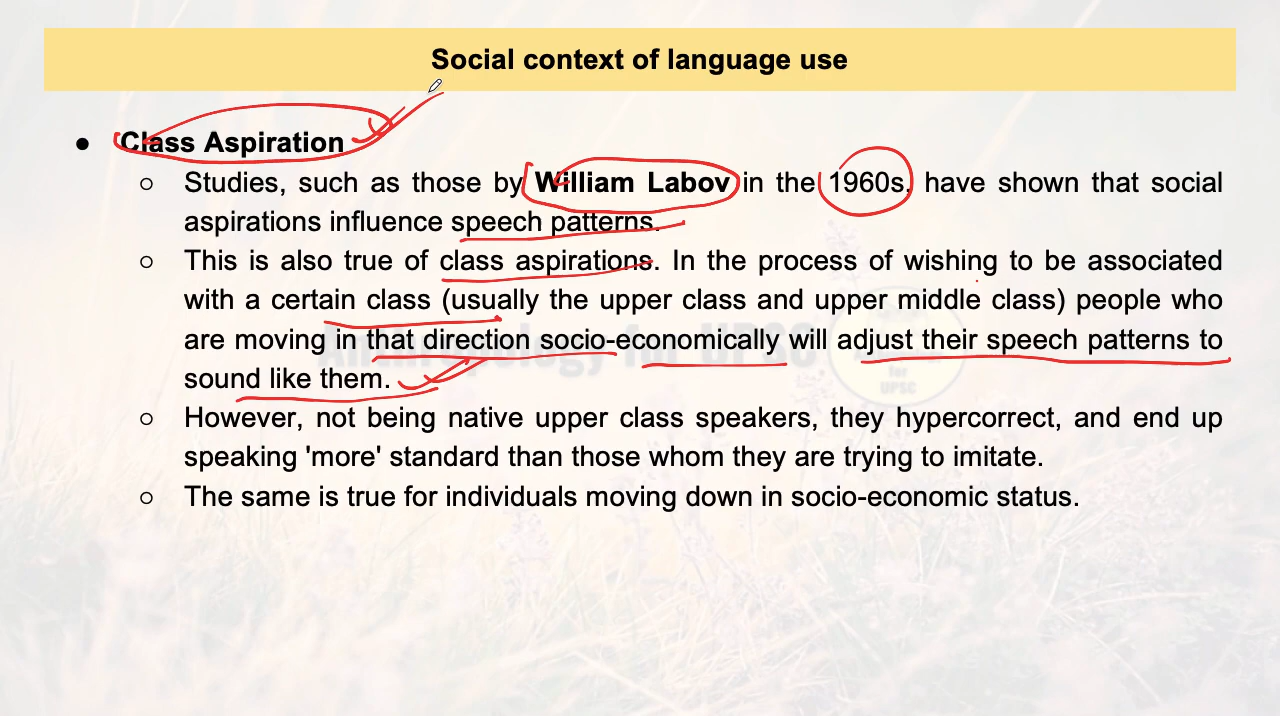 Social context of language use
● Class Aspiration
○ Studies, such as those by William Labov in the 1960s, have shown that social
aspirations influence speech patterns.
○ This is also true of class aspirations. In the process of wishing to be associated
with a certain class (usually the upper class and upper middle class) people who
are moving in that direction socio-economically will adjust their speech patterns to
sound like them.
○ However, not being native upper class speakers, they hypercorrect, and end up
speaking 'more' standard than those whom they are trying to imitate.
○ The same is true for individuals moving down in socio-economic status.
Anthropology for UPSC
for
UPSC